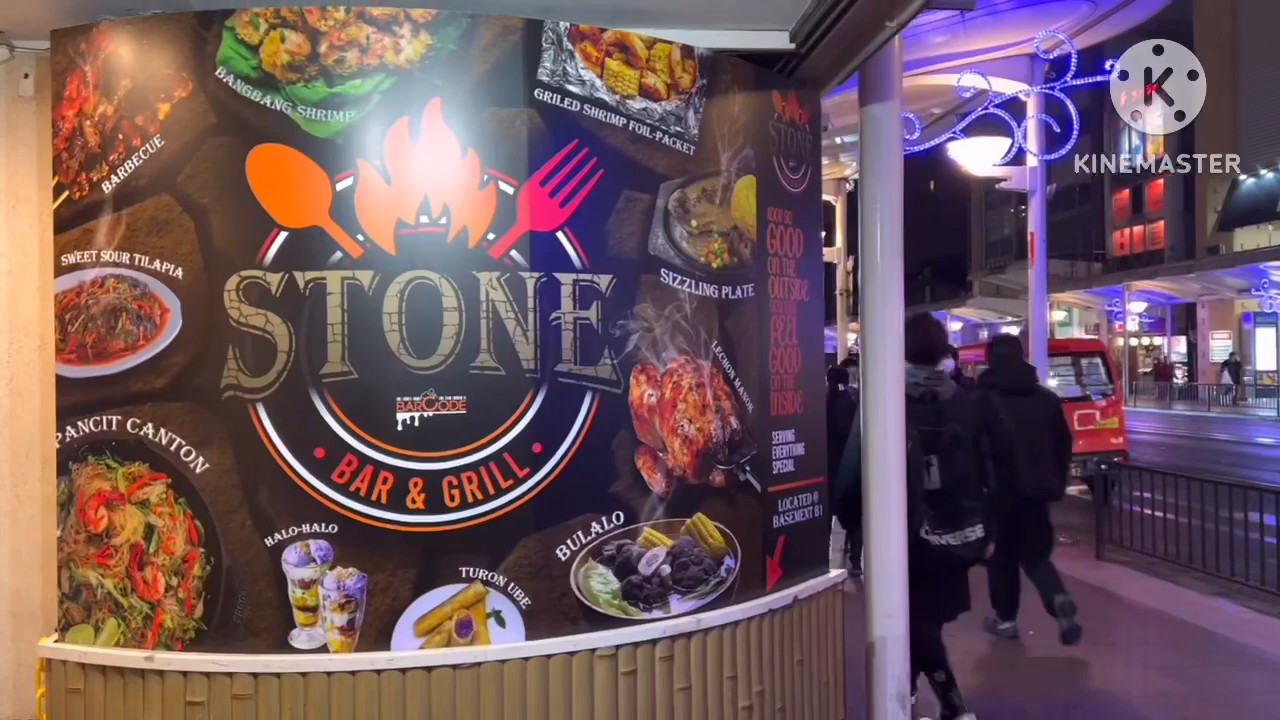 BARBECUE
BANGBANG SHRIMP
GRILED SHRIMP FOIL-PACKET
SWEET SOUR TILAPIA
SIZZLING PLATE
STONE
BARCODE
BAR & GRILL
LECHON MANOK
PANCIT CANTON
HALO-HALO
TURON UBE
BULALO
STONE
LOOK SO
GOOD
ON THE
OUTSIDE
FEEL
GOOD
ON THE
INSIDE
SERVING
EVERYTHING
SPECIAL
LOCATED @
BASEMENT B1
K
KINEMASTER